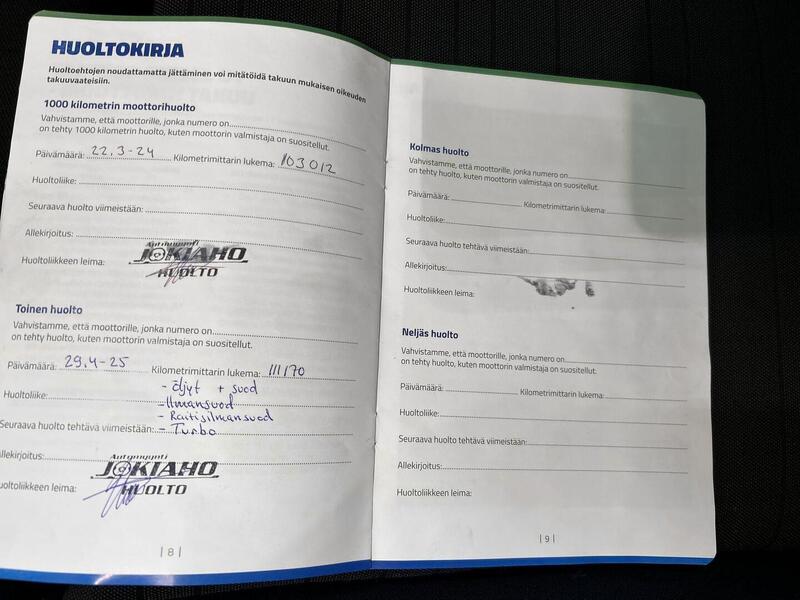 HUOLTOKIRJA
Huoltoehtojen noudattamatta jättäminen voi mitätöidä takuun mukaisen oikeuden
takuuvaateisiin.
1000 kilometrin moottorihuolto
Vahvistamme, että moottorille, jonka numero on
on tehty 1000 kilometrin huolto, kuten moottorin valmistaja on suositellut.
Päivämäärä: 22.3-24 Kilometrimittarin lukema: 103012
Huoltoliike:
Seuraava huolto viimeistään:
Allekirjoitus:
Huoltoliikkeen leima: Automyynti
JOKIAHO
HUOLTO
Toinen huolto
Vahvistamme, että moottorille, jonka numero on
on tehty huolto, kuten moottorin valmistaja on suositellut.
Päivämäärä: 29.4-25 Kilometrimittarin lukema: 111170
- öljyt + suod
Huoltoliike: - Ilmansuod
- Raitisilmansuod
Seuraava huolto tehtävä viimeistään: - Turbo
Allekirjoitus:
Automyynti
JOKIAHO
HUOLTO
Huoltoliikkeen leima:
| 8 |
Kolmas huolto
Vahvistamme, että moottorille, jonka numero on
on tehty huolto, kuten moottorin valmistaja on suositellut.
Päivämäärä: Kilometrimittarin lukema:
Huoltoliike:
Seuraava huolto tehtävä viimeistään:
Allekirjoitus:
Huoltoliikkeen leima:
Neljäs huolto
Vahvistamme, että moottorille, jonka numero on
on tehty huolto, kuten moottorin valmistaja on suositellut.
Päivämäärä: Kilometrimittarin lukema:
Huoltoliike:
Seuraava huolto tehtävä viimeistään:
Allekirjoitus:
Huoltoliikkeen leima:
| 9 |